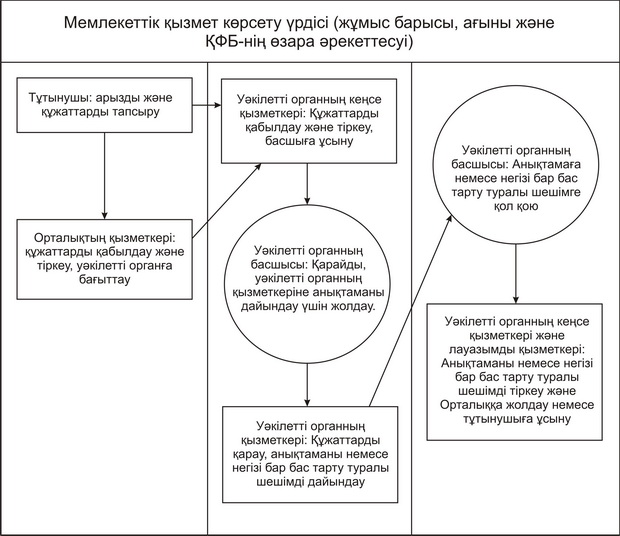 Мемлекеттік қызмет көрсету үрдісі (жұмыс барысы, ағыны және
ҚФБ-нің өзара әрекеттесуі)
Тұтынушы: арызды және
құжаттарды тапсыру
Орталықтың қызметкері:
құжаттарды қабылдау және
тіркеу, уәкілетті органға
бағыттау
Уәкілетті органның кеңсе
қызметкері: Құжаттарды
қабылдау және тіркеу,
басшыға ұсыну
Уәкілетті органның
басшысы: Қарайды,
уәкілетті органның
қызметкеріне анықтаманы
дайындау үшін жолдау.
Уәкілетті органның
қызметкері: Құжаттарды
қарау, анықтаманы немесе
негізі бар бас тарту туралы
шешімді дайындау
Уәкілетті органның
басшысы: Анықтамаға
немесе негізі бар бас
тарту туралы шешімге
қол қою
Уәкілетті органның кеңсе
қызметкері және
лауазымды қызметкері:
Анықтаманы немесе негізі
бар бас тарту туралы
шешімді тіркеу және
Орталыққа жолдау немесе
тұтынушыға ұсыну